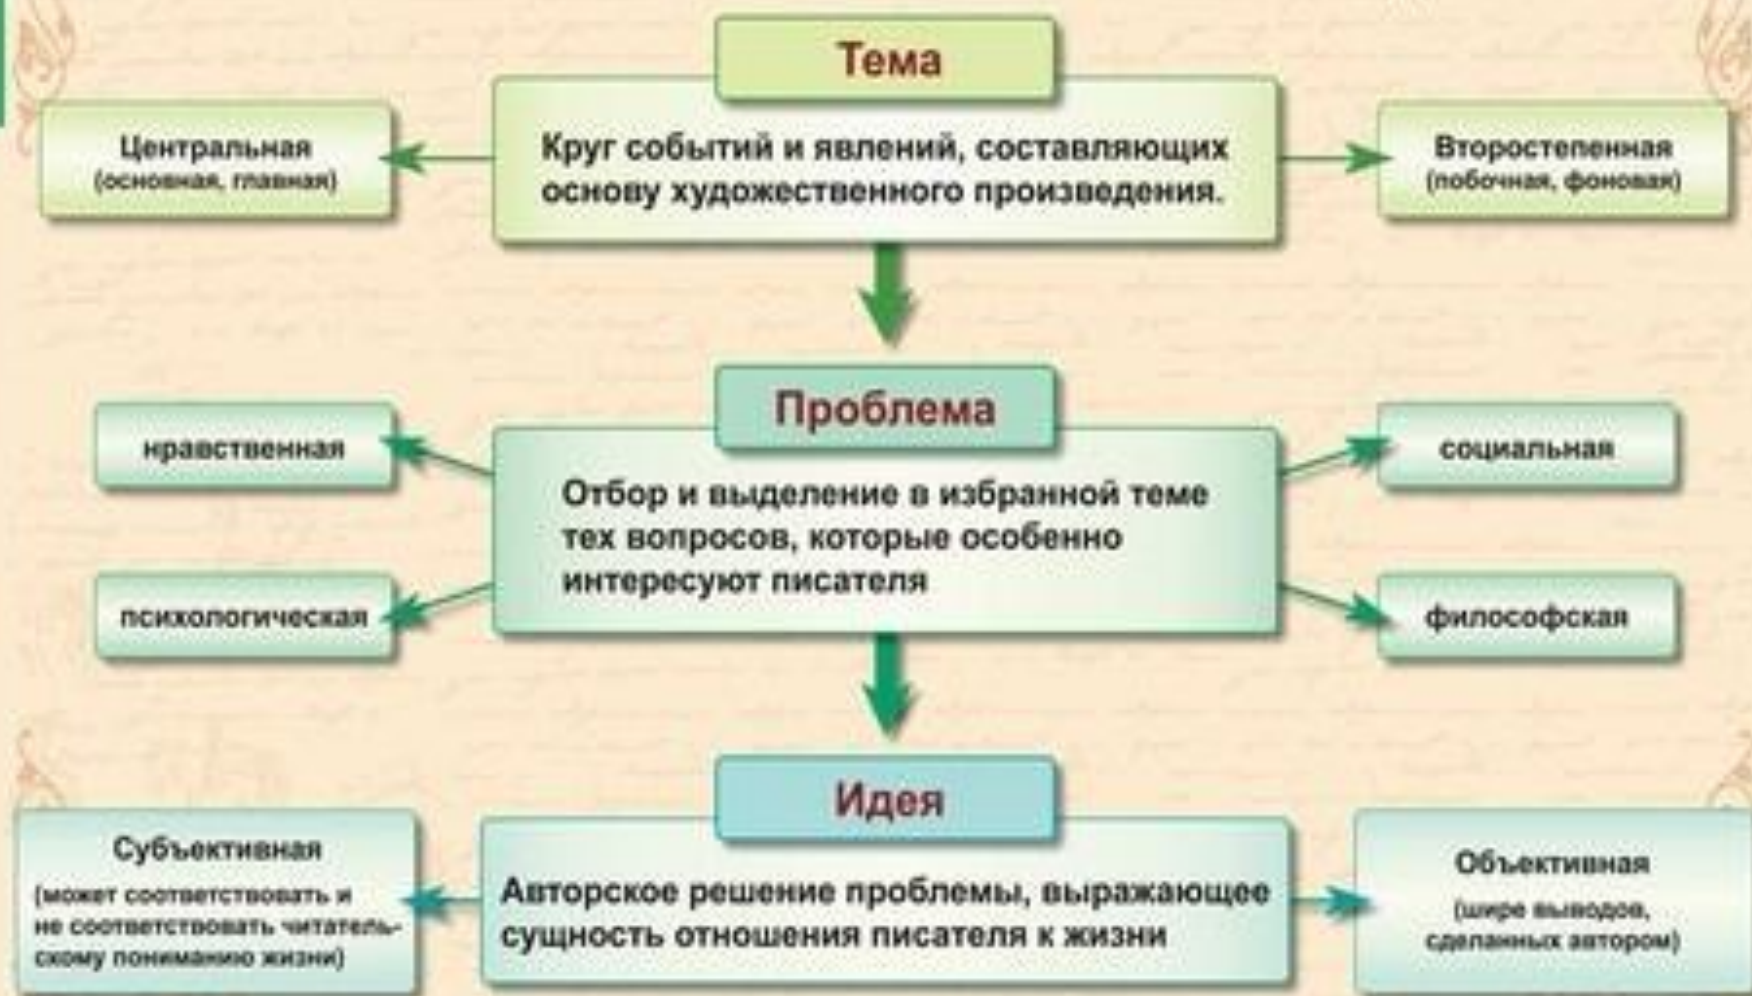 Тема
Центральная
(основная, главная)
Круг событий и явлений, составляющих
основу художественного произведения.
Второстепенная
(побочная, фоновая)
Проблема
нравственная
психологическая
Отбор и выделение в избранной теме
тех вопросов, которые особенно
интересуют писателя
социальная
философская
Идея
Субъективная
(может соответствовать и
не соответствовать читатель-
скому пониманию жизни)
Авторское решение проблемы, выражающее
сущность отношения писателя к жизни
Объективная
(шире выводов,
сделанных автором)